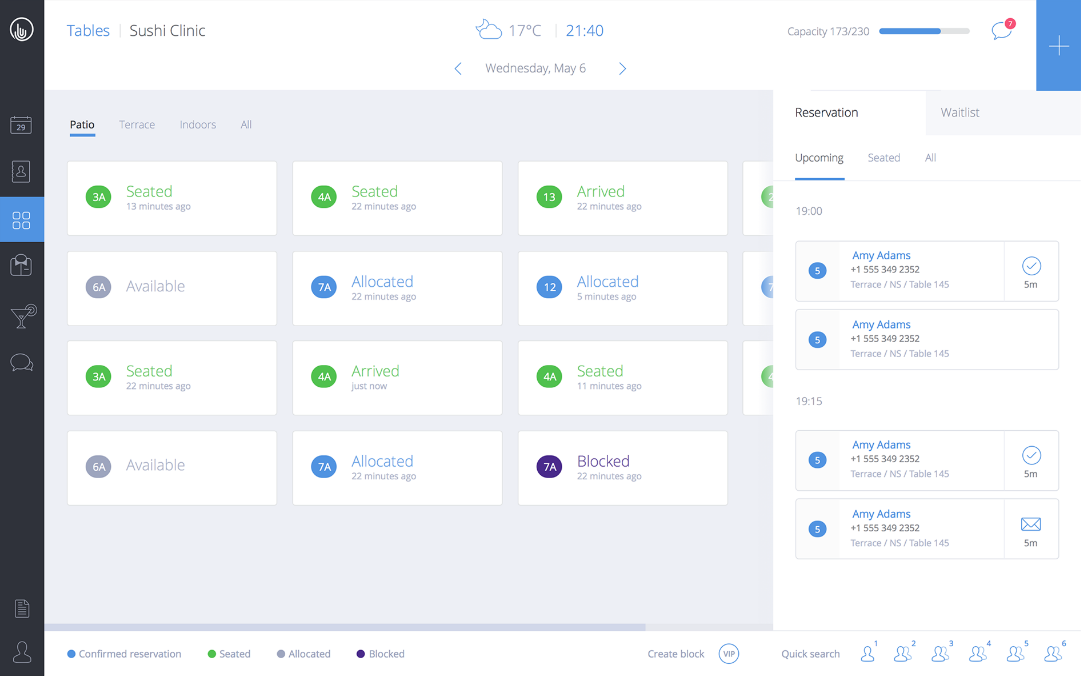 Tables | Sushi Clinic
17°C | 21:40
Capacity 173/230
7
Wednesday, May 6
29
Patio Terrace Indoors All
3A Seated
13 minutes ago
4A Seated
22 minutes ago
13 Arrived
22 minutes ago
6A Available
7A Allocated
22 minutes ago
12 Allocated
5 minutes ago
3A Seated
22 minutes ago
4A Arrived
just now
4A Seated
11 minutes ago
6A Available
7A Allocated
22 minutes ago
7A Blocked
22 minutes ago
Reservation Waitlist
Upcoming Seated All
19:00
Amy Adams
5 +1 555 349 2352
Terrace / NS / Table 145
5m
Amy Adams
5 +1 555 349 2352
Terrace / NS / Table 145
19:15
Amy Adams
5 +1 555 349 2352
Terrace / NS / Table 145
5m
Amy Adams
5 +1 555 349 2352
Terrace / NS / Table 145
5m
Confirmed reservation Seated Allocated Blocked
Create block VIP
Quick search 1 2 3 4 5 6